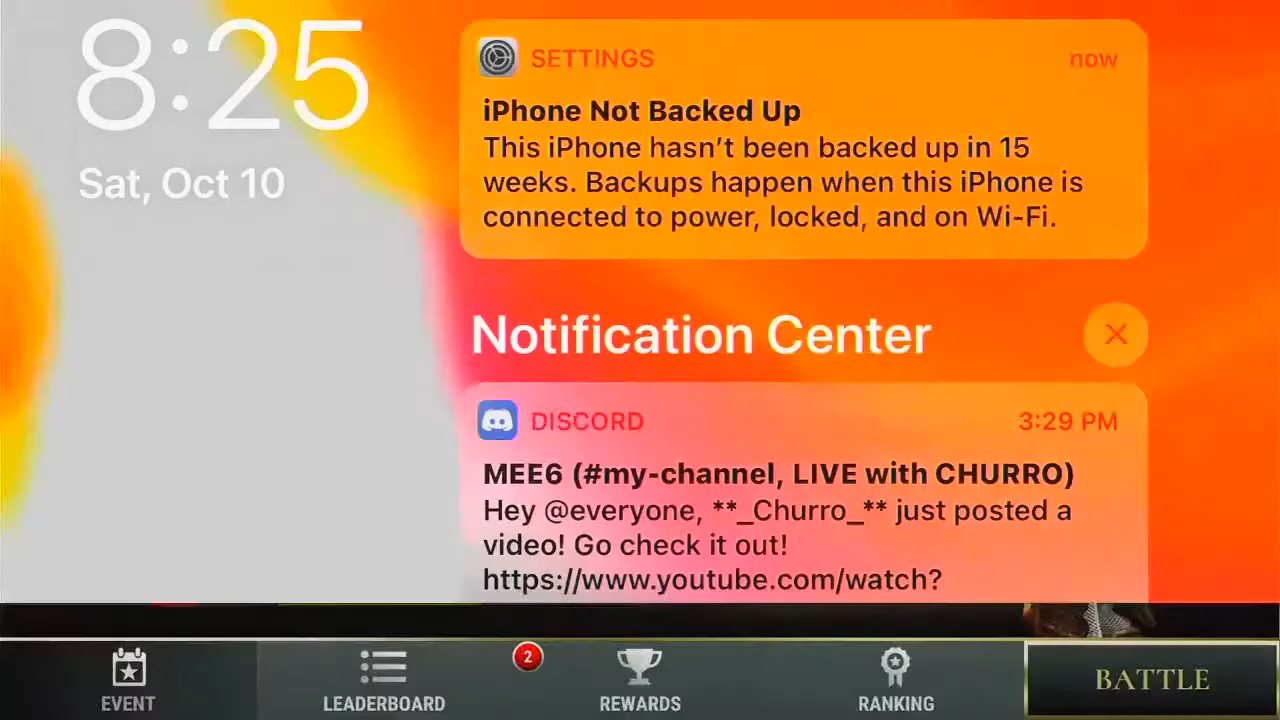 8:25
Sat, Oct 10
SETTINGS
now
iPhone Not Backed Up
This iPhone hasn't been backed up in 15
weeks. Backups happen when this iPhone is
connected to power, locked, and on Wi-Fi.
Notification Center
DISCORD
3:29 PM
MEE6 (#my-channel, LIVE with CHURRO)
Hey @everyone, **_Churro_** just posted a
video! Go check it out!
https://www.youtube.com/watch?
EVENT
LEADERBOARD
2
REWARDS
RANKING
BATTLE